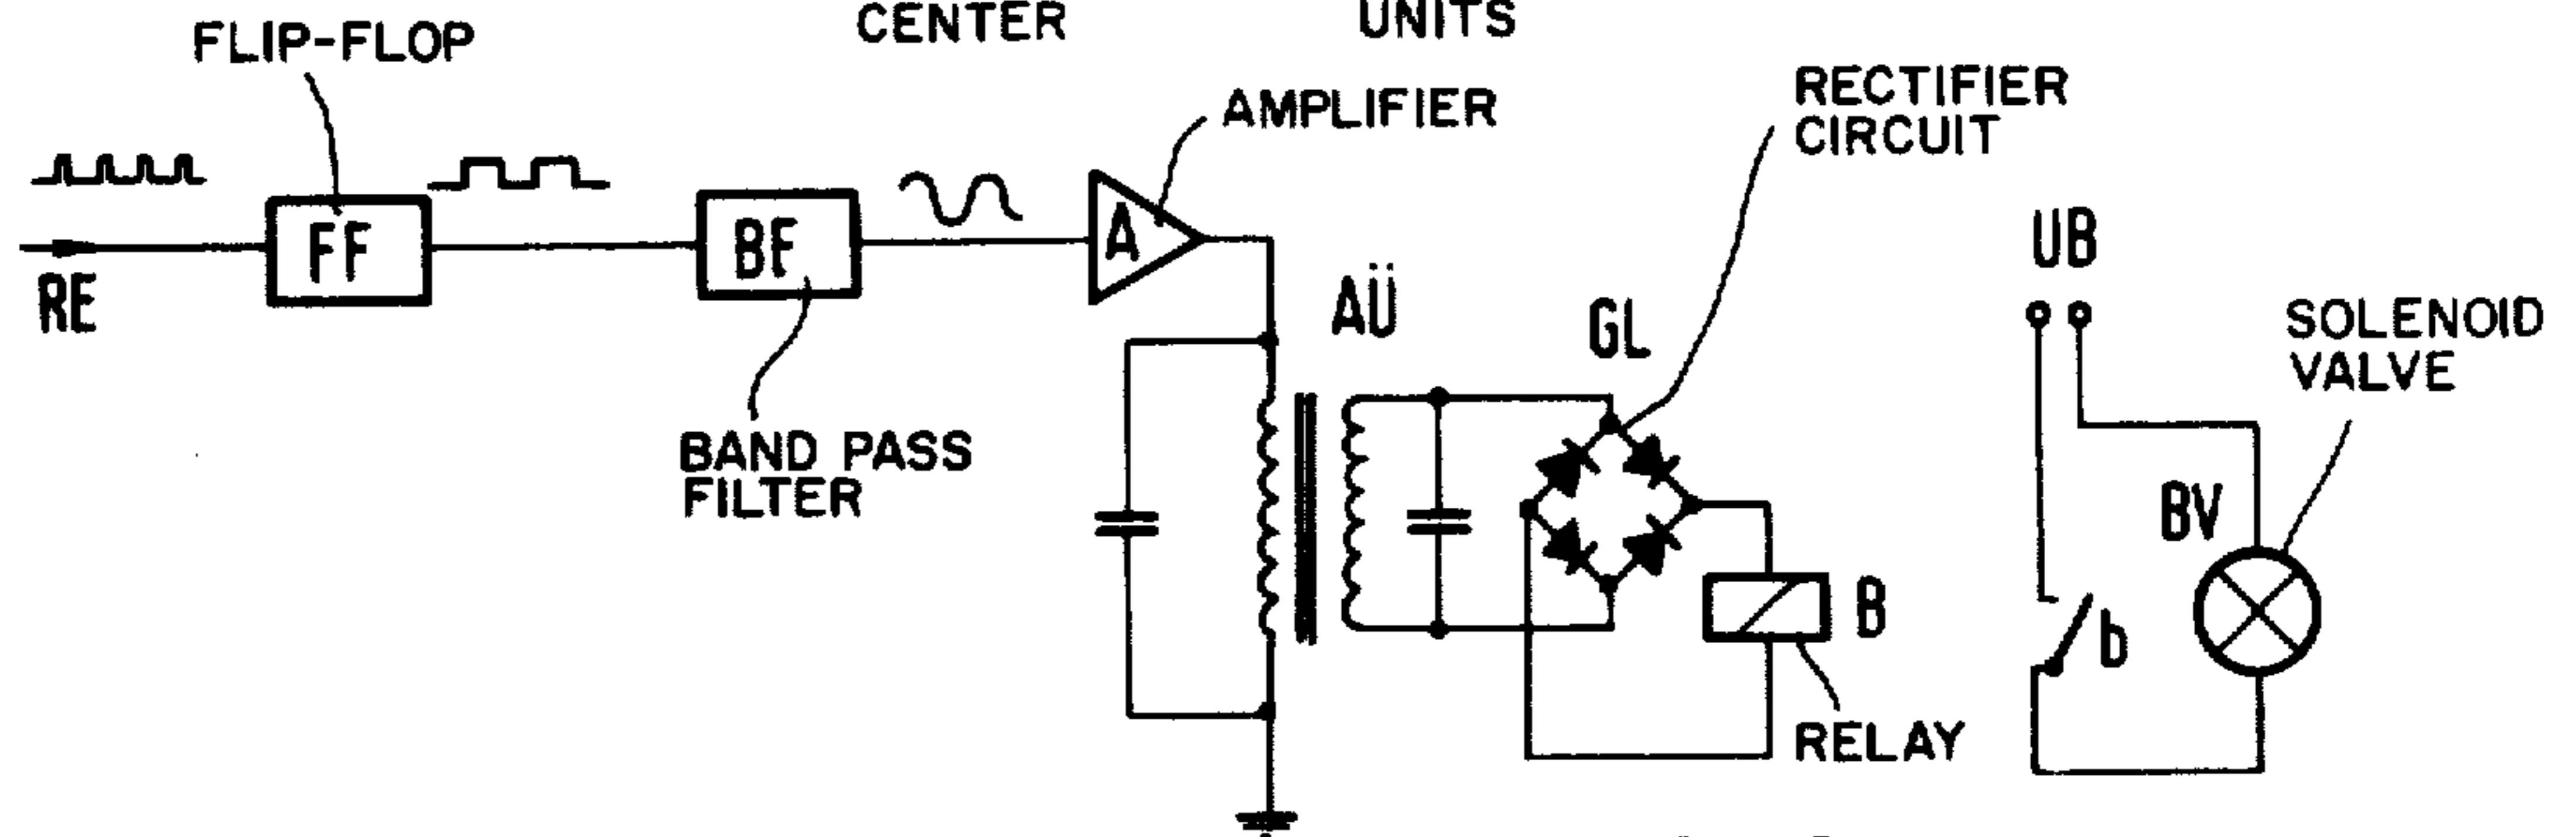 CENTER
UNITS
FLIP-FLOP
AMPLIFIER
RECTIFIER
CIRCUIT
FF
BF
A
RE
UB
AÜ
GL
SOLENOID
VALVE
BAND PASS
FILTER
BV
B
b
RELAY